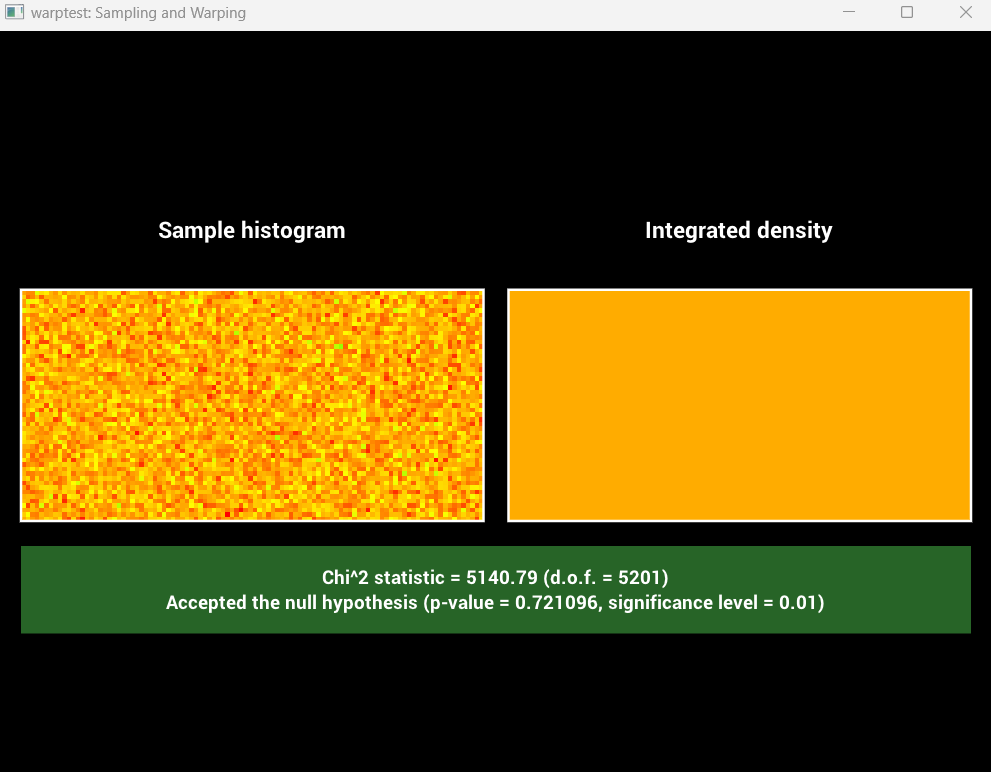 warptest: Sampling and Warping
Sample histogram
Integrated density
Chi^2 statistic = 5140.79 (d.o.f. = 5201)
Accepted the null hypothesis (p-value = 0.721096, significance level = 0.01)